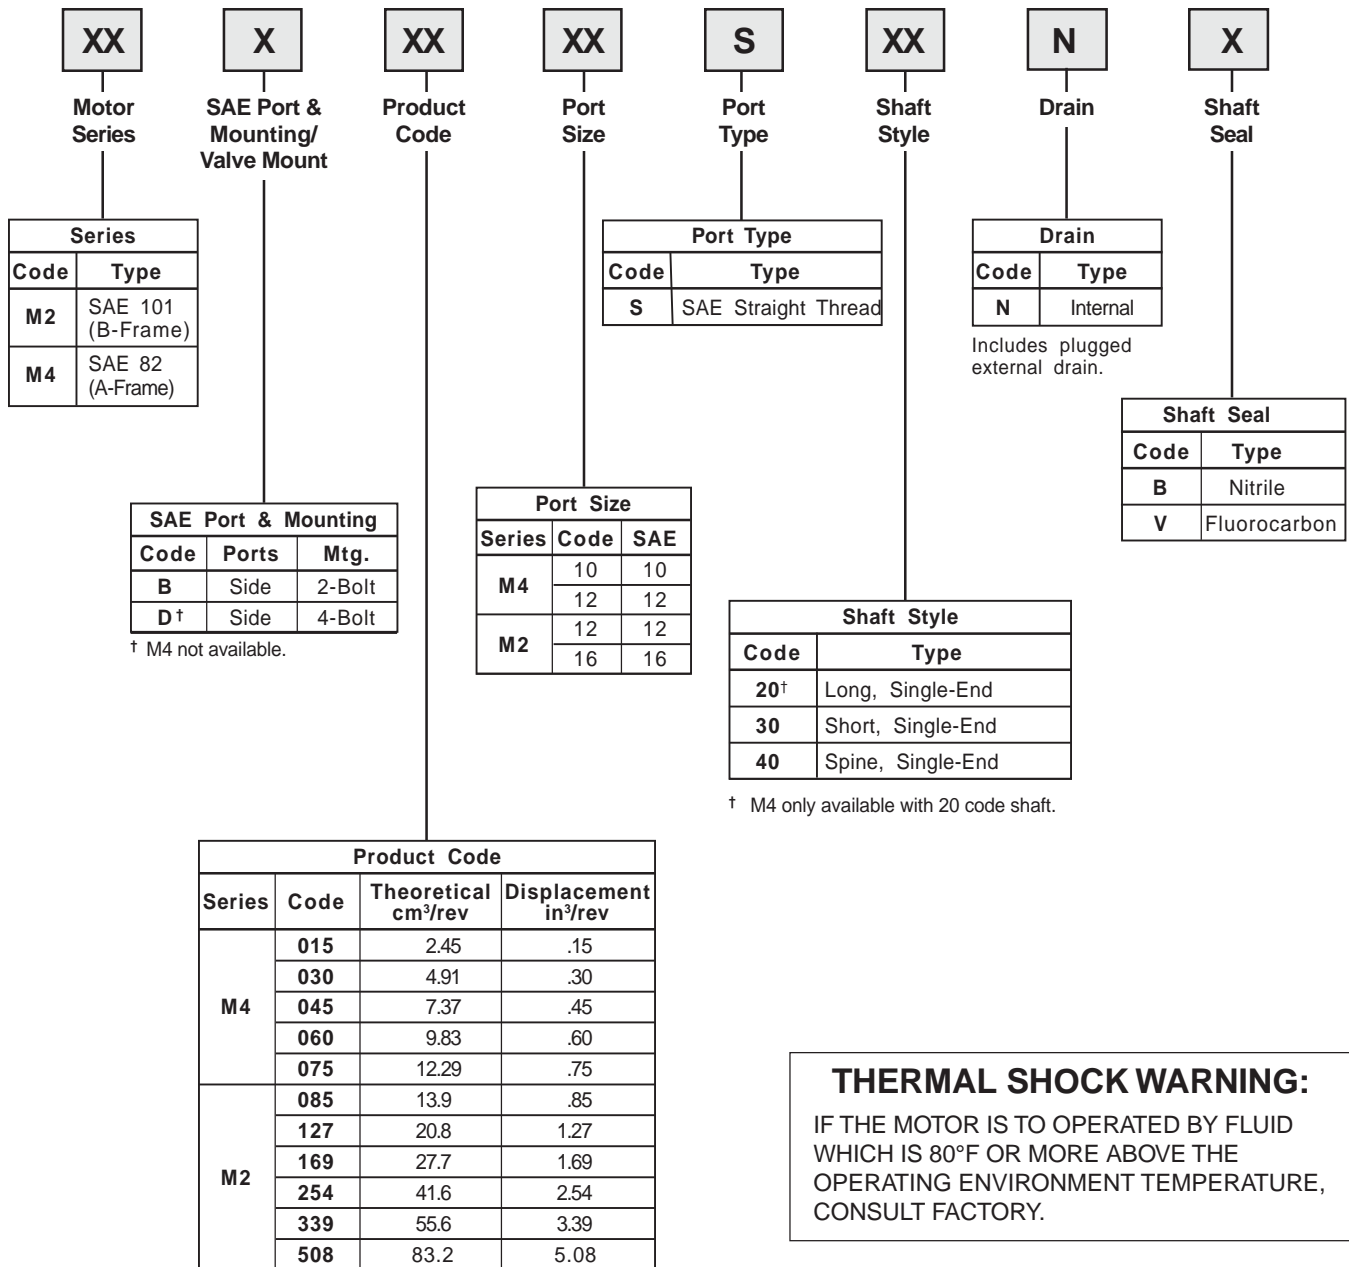 XX X XX XX S XX N X
Motor Series
SAE Port & Mounting/ Valve Mount
Product Code
Port Size
Port Type
Shaft Style
Drain
Shaft Seal
Series
Code Type
M2 SAE 101 (B-Frame)
M4 SAE 82 (A-Frame)
Port Type
Code Type
S SAE Straight Thread
Drain
Code Type
N Internal
Includes plugged
external drain.
Shaft Seal
Code Type
B Nitrile
V Fluorocarbon
SAE Port & Mounting
Code Ports Mtg.
B Side 2-Bolt
D† Side 4-Bolt
† M4 not available.
Port Size
Series Code SAE
M4 10 10
12 12
M2 12 12
16 16
Shaft Style
Code Type
20† Long, Single-End
30 Short, Single-End
40 Spine, Single-End
† M4 only available with 20 code shaft.
Product Code
Series Code Theoretical cm³/rev Displacement in³/rev
M4 015 2.45 .15
030 4.91 .30
045 7.37 .45
060 9.83 .60
075 12.29 .75
M2 085 13.9 .85
127 20.8 1.27
169 27.7 1.69
254 41.6 2.54
339 55.6 3.39
508 83.2 5.08
THERMAL SHOCK WARNING:
IF THE MOTOR IS TO OPERATED BY FLUID
WHICH IS 80°F OR MORE ABOVE THE
OPERATING ENVIRONMENT TEMPERATURE,
CONSULT FACTORY.